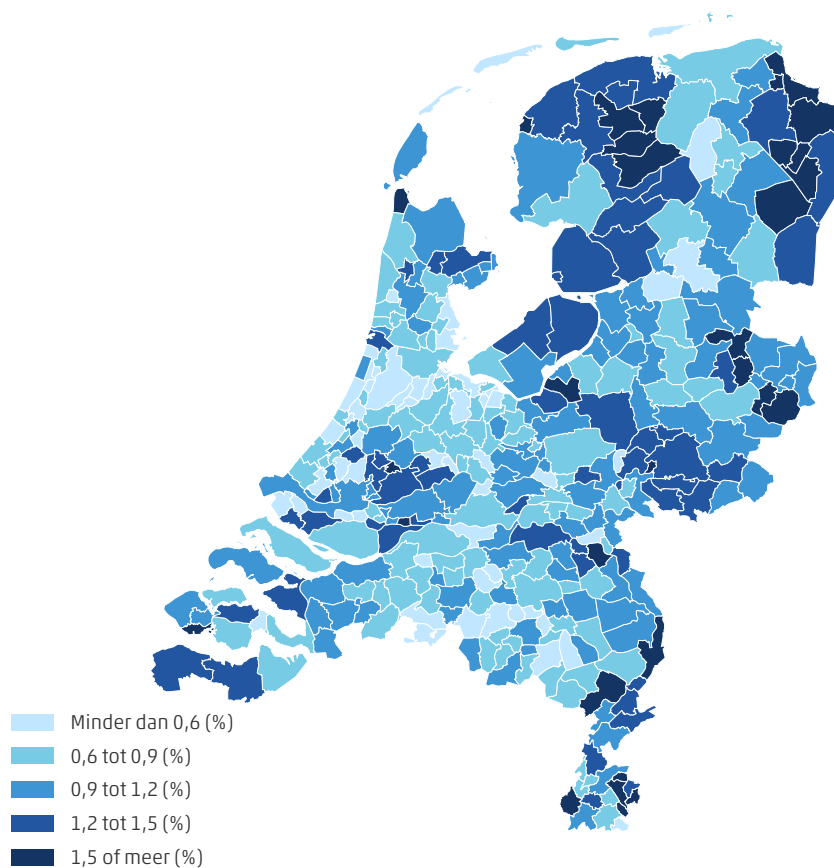 Minder dan 0,6 (%)
0,6 tot 0,9 (%)
0,9 tot 1,2 (%)
1,2 tot 1,5 (%)
1,5 of meer (%)